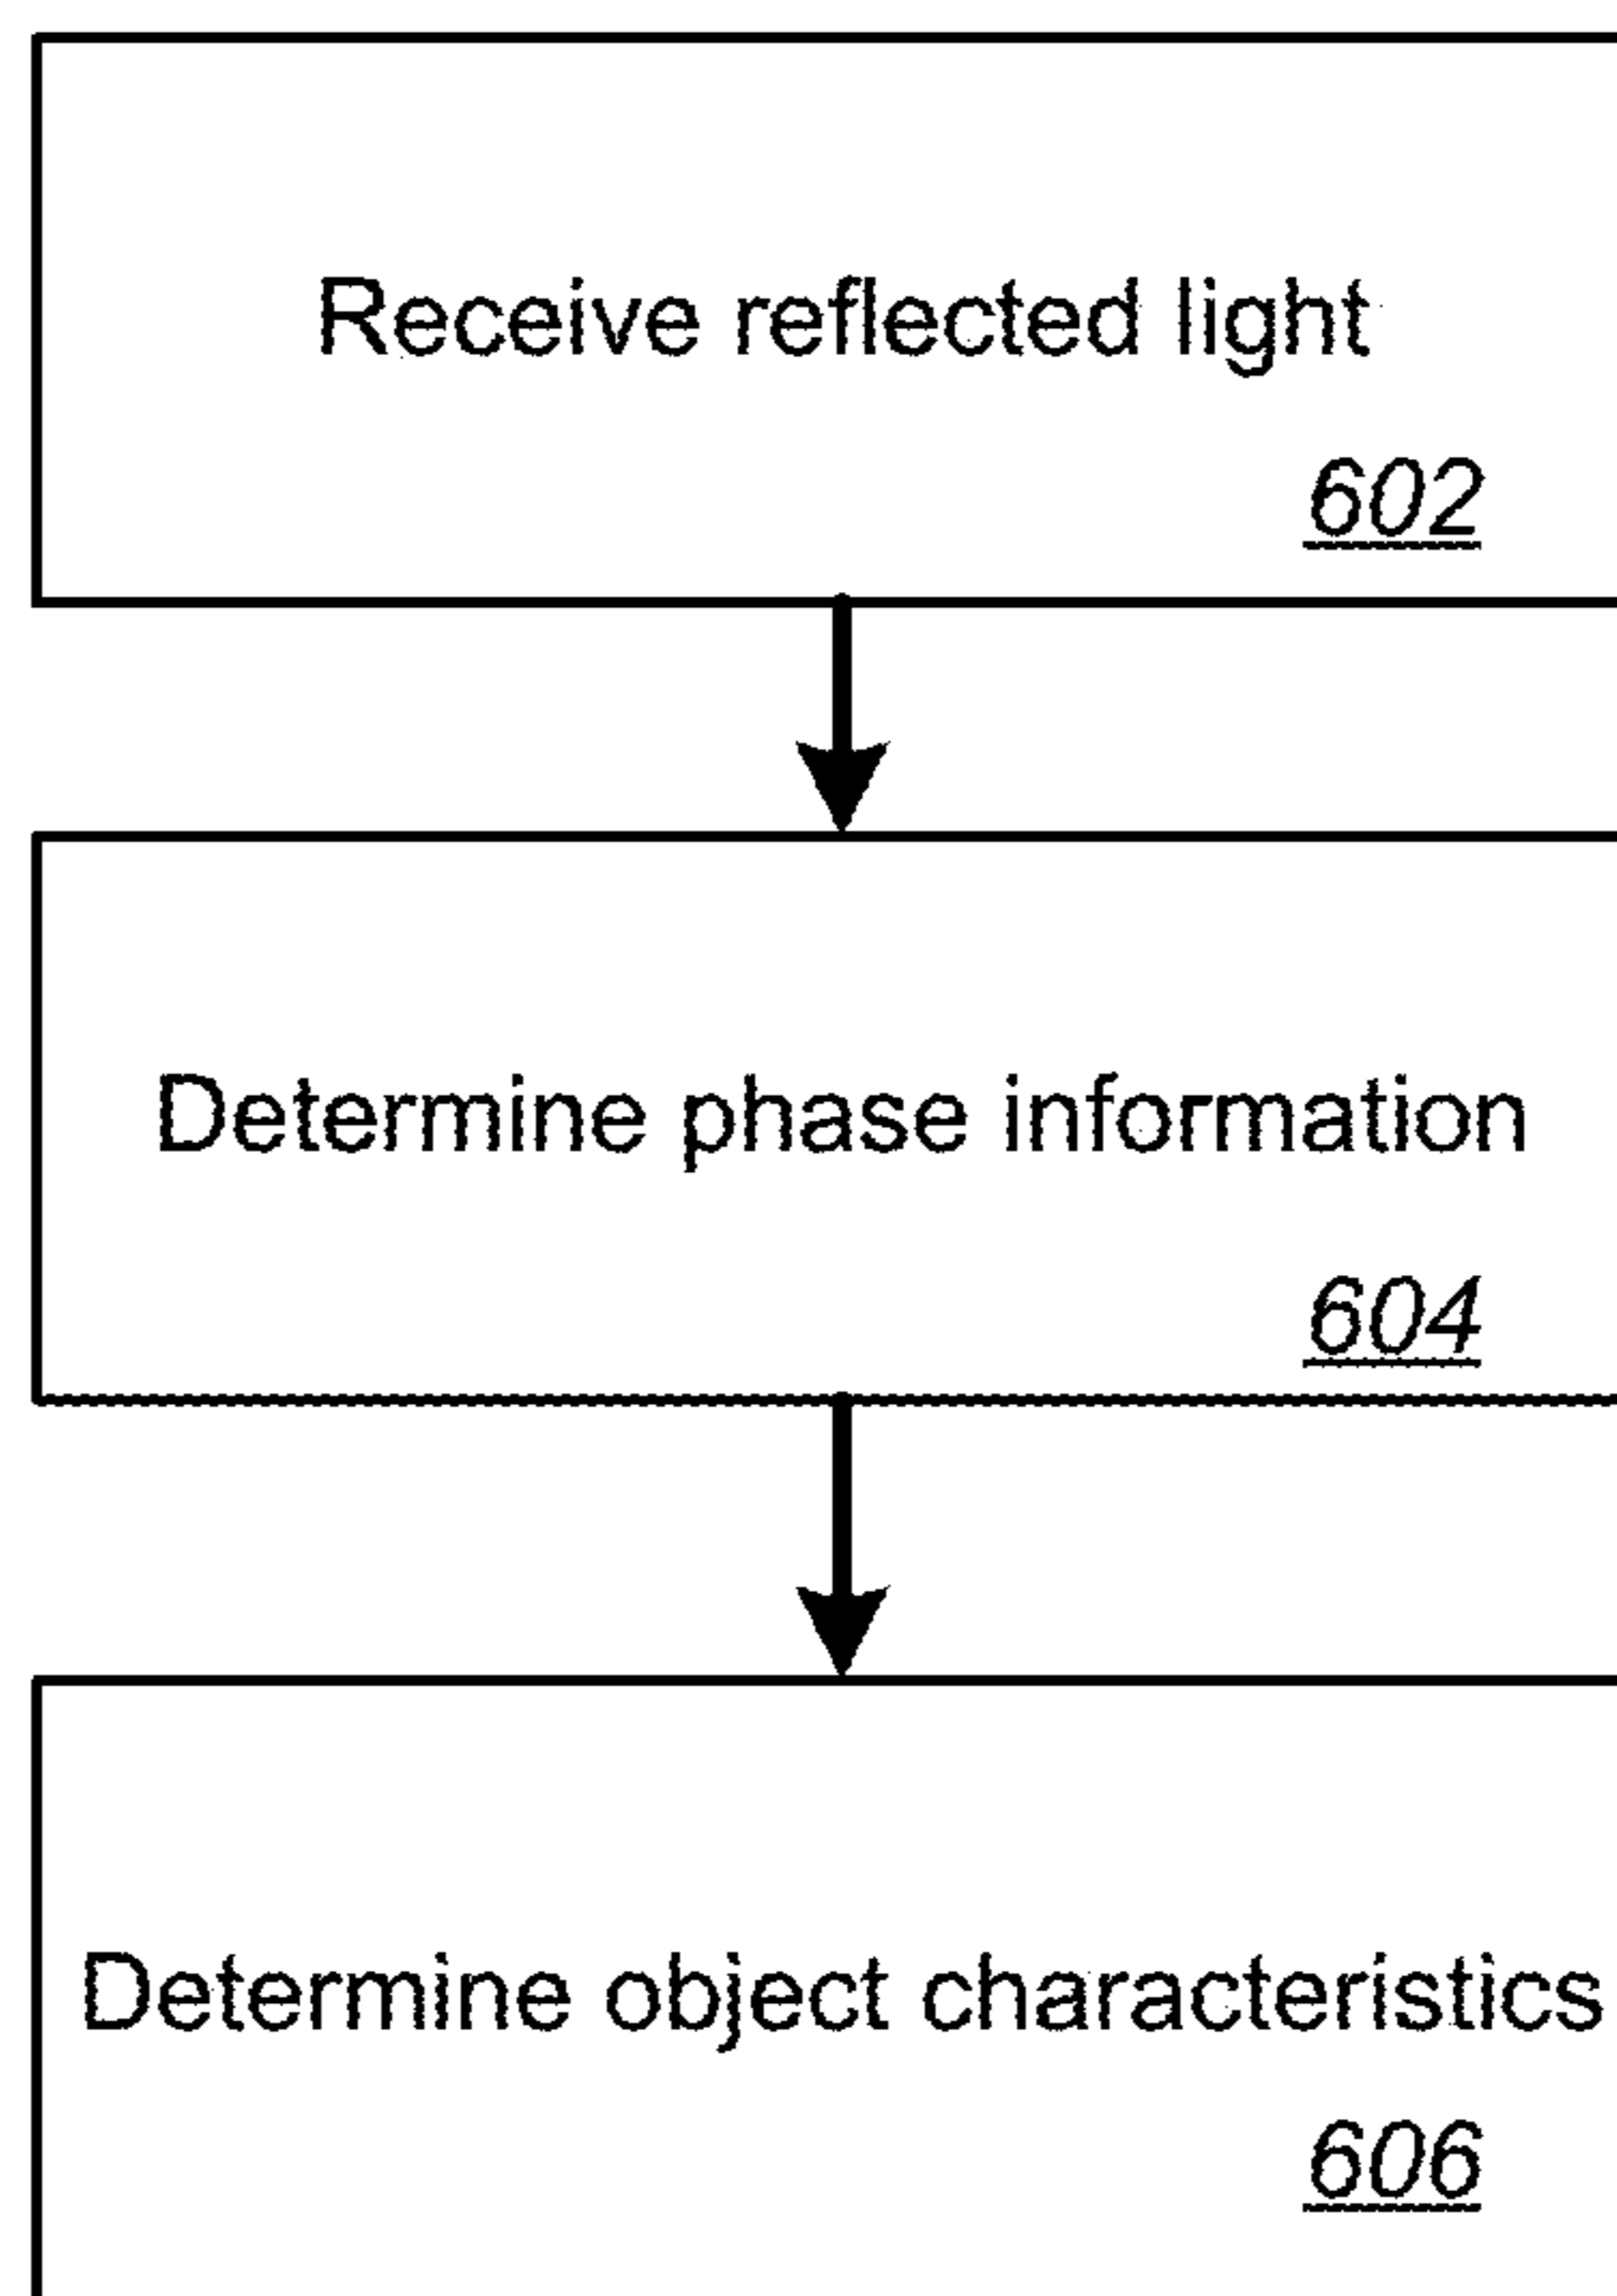 Receive reflected light
602
Determine phase information
604
Determine object characteristics
606